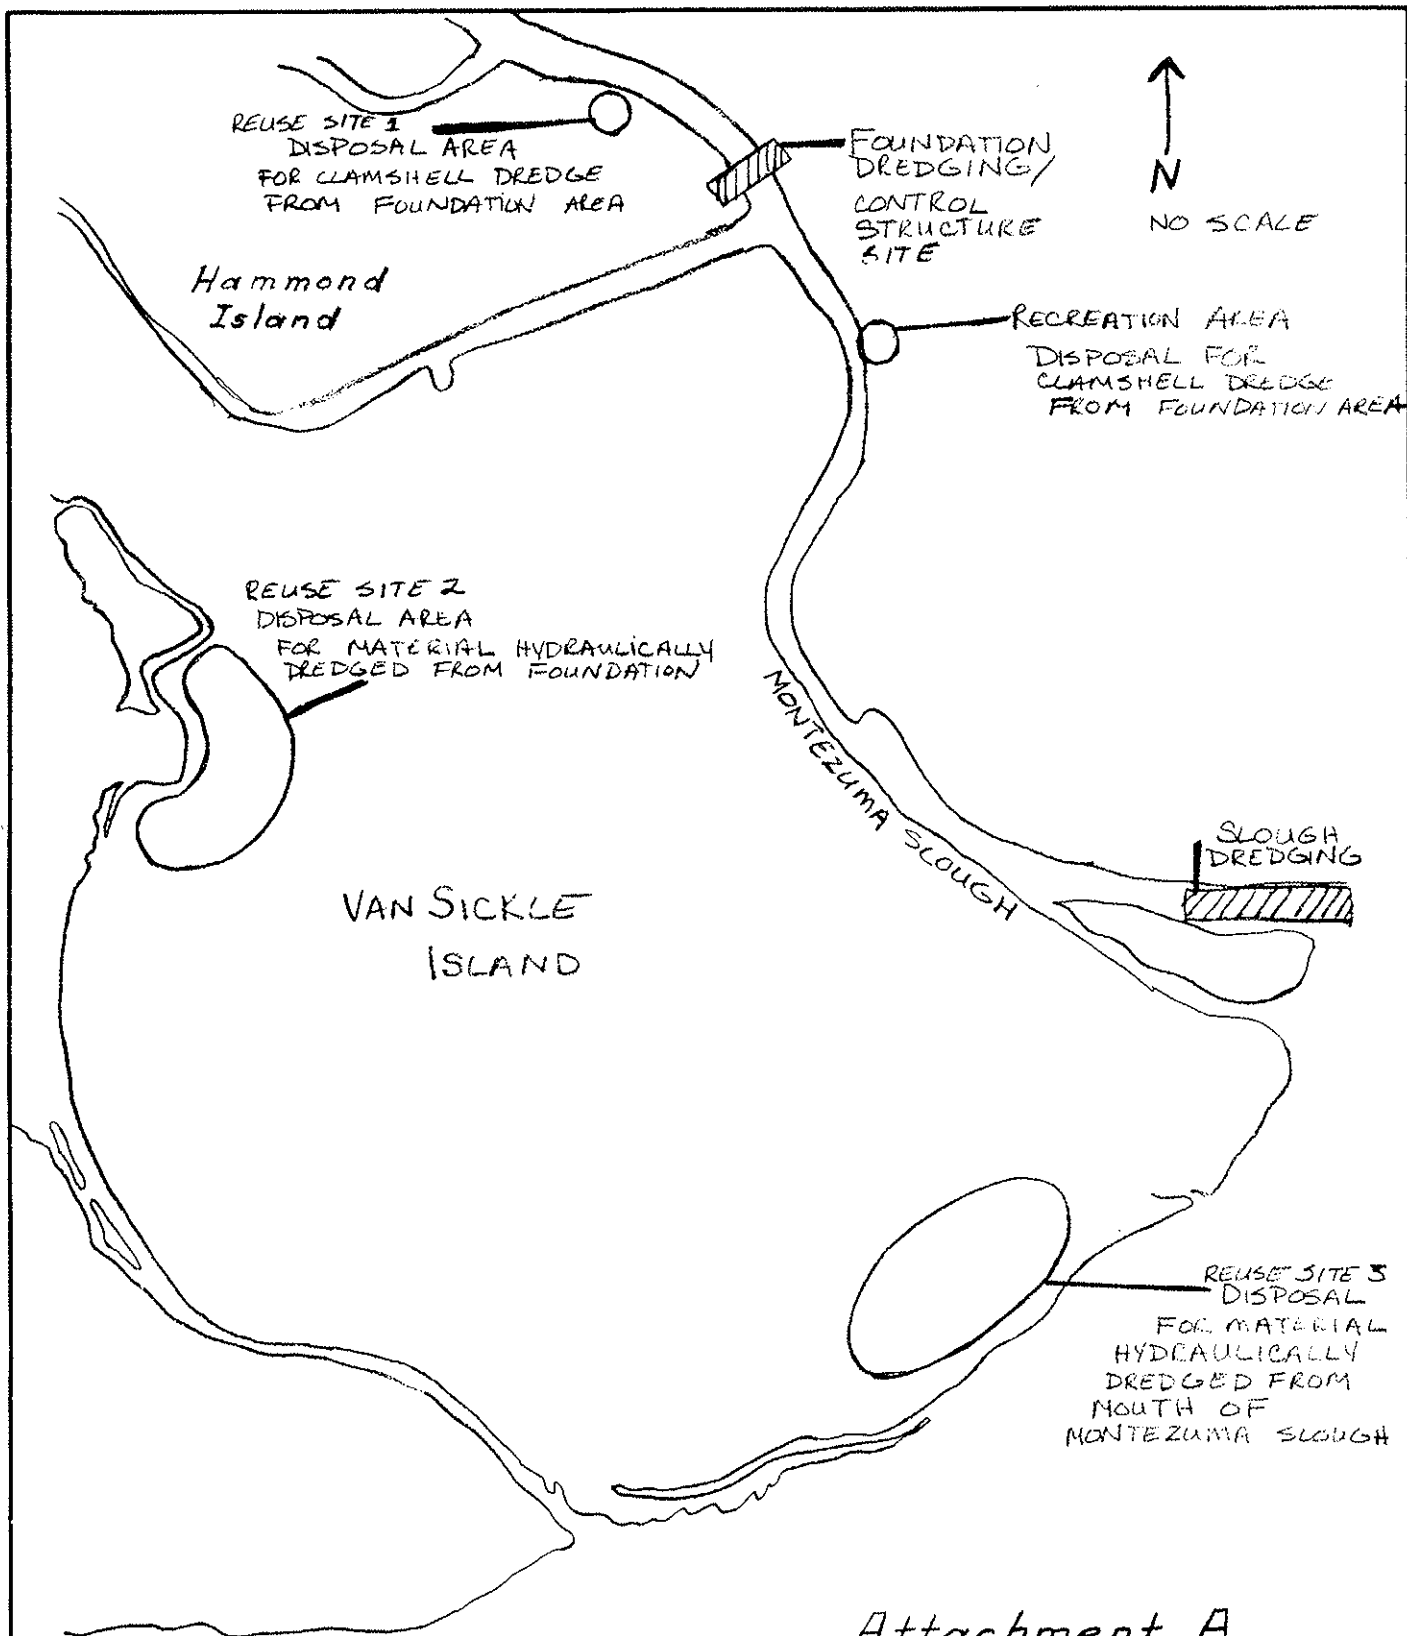 REUSE SITE 1
DISPOSAL AREA
FOR CLAMSHELL DREDGE
FROM FOUNDATION AREA
FOUNDATION
DREDGING/
CONTROL
STRUCTURE
SITE
N
NO SCALE
Hammond
Island
RECREATION AREA
DISPOSAL FOR
CLAMSHELL DREDGE
FROM FOUNDATION AREA
REUSE SITE 2
DISPOSAL AREA
FOR MATERIAL HYDRAULICALLY
DREDGED FROM FOUNDATION
MONTEZUMA SLOUGH
SLOUGH
DREDGING
VAN SICKLE
ISLAND
REUSE SITE 3
DISPOSAL
FOR MATERIAL
HYDRAULICALLY
DREDGED FROM
MOUTH OF
MONTEZUMA SLOUGH
Attachment A